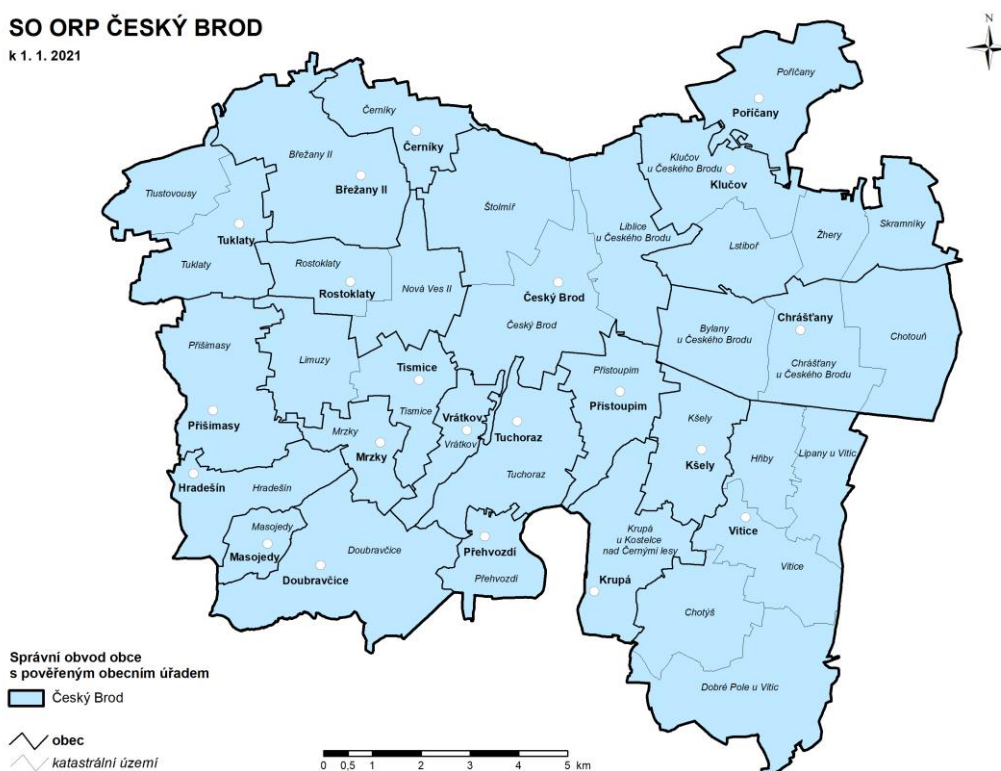 SO ORP ČESKÝ BROD
k 1. 1. 2021
N
Poříčany
Poříčany
Černíky
Černíky
Břežany II
Břežany II
Klučov
u Českého Brodu
Klučov
Tlustovousy
Tuklaty
Tuklaty
Štolmíř
Liblice
u Českého Brodu
Lstiboř
Žhery
Skramníky
Rostoklaty
Rostoklaty
Nová Ves II
Český Brod
Český Brod
Bylany
u Českého Brodu
Chrášťany
Chrášťany
u Českého Brodu
Chotouň
Přišimasy
Přišimasy
Limuzy
Tismice
Tismice
Přistoupim
Přistoupim
Mrzky
Mrzky
Vrátkov
Vrátkov
Tuchoraz
Tuchoraz
Kšely
Kšely
Hřiby
Lipany u Vitic
Hradešín
Hradešín
Masojedy
Masojedy
Doubravčice
Doubravčice
Přehvozdí
Přehvozdí
Krupá
u Kostelce
nad Černými lesy
Krupá
Vitice
Vitice
Chotýš
Dobré Pole u Vitic
Správní obvod obce
s pověřeným obecním úřadem
Český Brod
obec
katastrální území
0 0,5 1 2 3 4 5 km